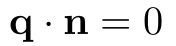 𝐪 · 𝐧 = 0